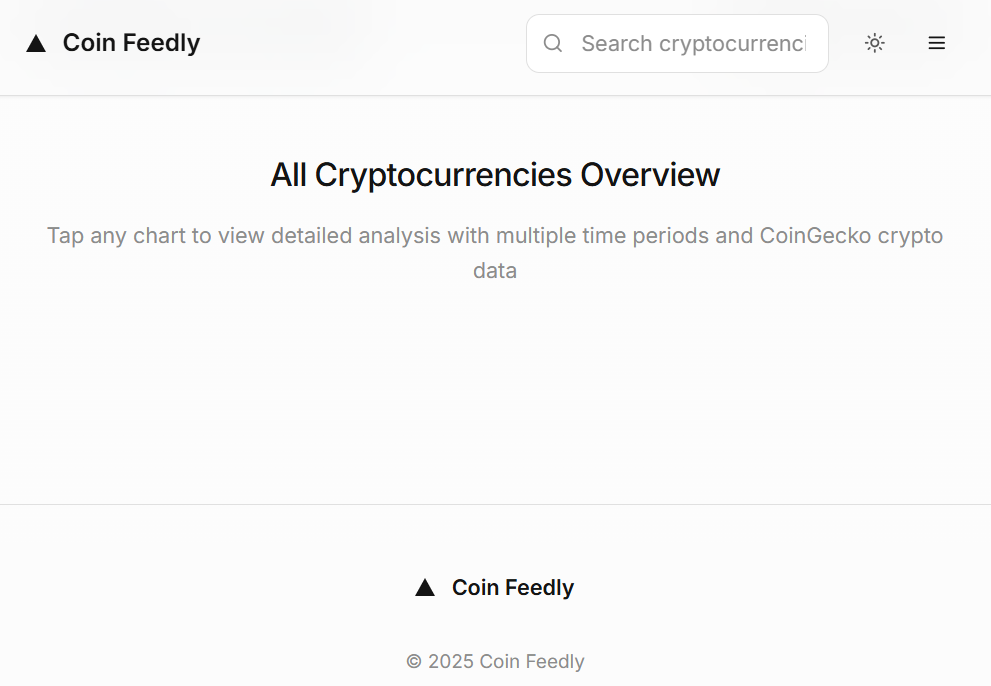 Coin Feedly
Search cryptocurrenci
All Cryptocurrencies Overview
Tap any chart to view detailed analysis with multiple time periods and CoinGecko crypto
data
Coin Feedly
© 2025 Coin Feedly